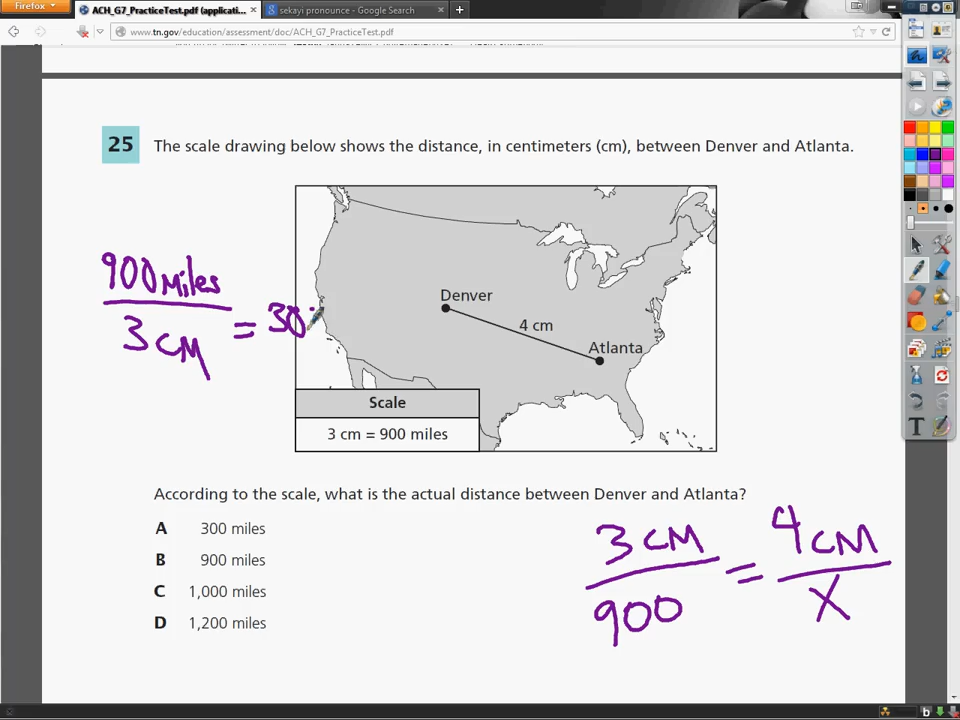 Firefox
ACH_G7_PracticeTest.pdf (applicati...
sekayi pronounce - Google Search
www.tn.gov/education/assessment/doc/ACH_G7_PracticeTest.pdf
25 The scale drawing below shows the distance, in centimeters (cm), between Denver and Atlanta.
900 Miles
3 CM
= 30
Denver
4 cm
Atlanta
Scale
3 cm = 900 miles
According to the scale, what is the actual distance between Denver and Atlanta?
A 300 miles
B 900 miles
C 1,000 miles
D 1,200 miles
3 CM = 4 CM
900 X
T
b